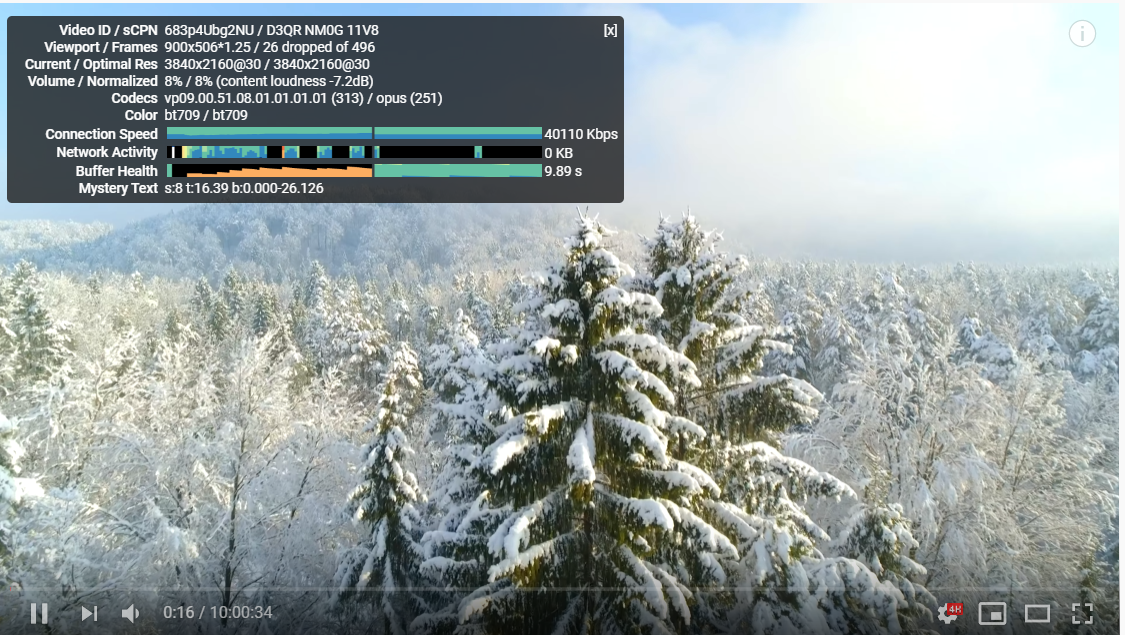 Video ID / sCPN 683p4Ubg2NU / D3QR NM0G 11V8 [x]
Viewport / Frames 900x506*1.25 / 26 dropped of 496
Current / Optimal Res 3840x2160@30 / 3840x2160@30
Volume / Normalized 8% / 8% (content loudness -7.2dB)
Codecs vp09.00.51.08.01.01.01.01 (313) / opus (251)
Color bt709 / bt709
Connection Speed 40110 Kbps
Network Activity 0 KB
Buffer Health 9.89 s
Mystery Text s:8 t:16.39 b:0.000-26.126
i
0:16 / 10:00:34
4K